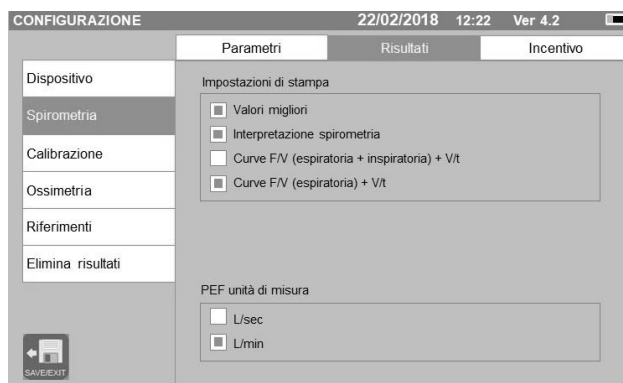 CONFIGURAZIONE 22/02/2018 12:22 Ver 4.2
Parametri Risultati Incentivo
Dispositivo
Spirometria
Calibrazione
Ossimetria
Riferimenti
Elimina risultati
Impostazioni di stampa
Valori migliori
Interpretazione spirometria
Curve F/V (espiratoria + inspiratoria) + V/t
Curve F/V (espiratoria) + V/t
PEF unità di misura
L/sec
L/min
SAVE/EXIT